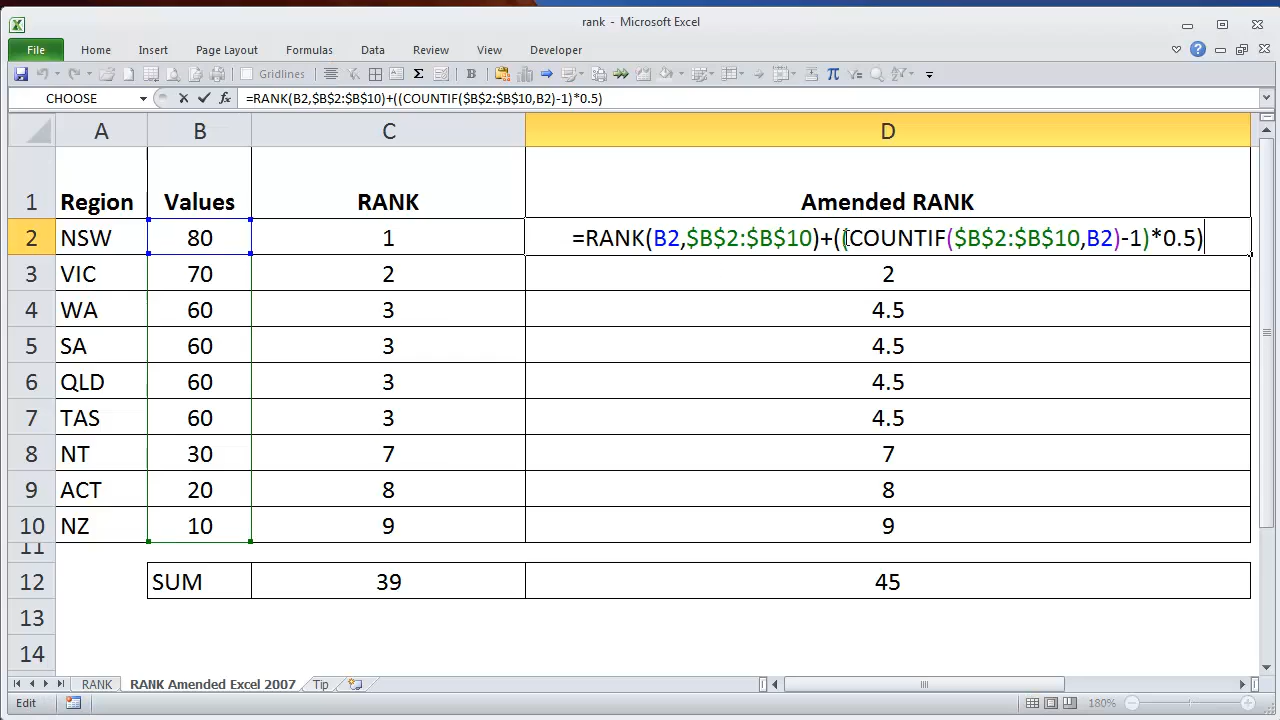 rank - Microsoft Excel
File Home Insert Page Layout Formulas Data Review View Developer
Gridlines
CHOOSE fx =RANK(B2,$B$2:$B$10)+((COUNTIF($B$2:$B$10,B2)-1)*0.5)
A B C D
1 Region Values RANK Amended RANK
2 NSW 80 1 =RANK(B2,$B$2:$B$10)+((COUNTIF($B$2:$B$10,B2)-1)*0.5)
3 VIC 70 2 2
4 WA 60 3 4.5
5 SA 60 3 4.5
6 QLD 60 3 4.5
7 TAS 60 3 4.5
8 NT 30 7 7
9 ACT 20 8 8
10 NZ 10 9 9
11
12 SUM 39 45
13
14
RANK RANK Amended Excel 2007 Tip
Edit 180%